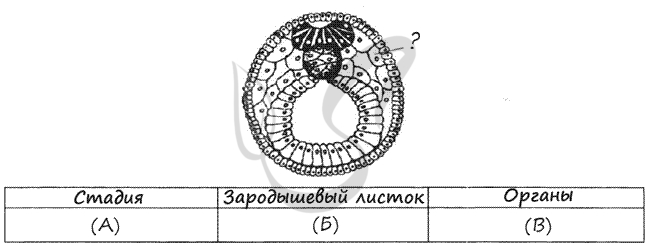 ?
Стадия Зародышевый листок Органы
(А) (Б) (В)